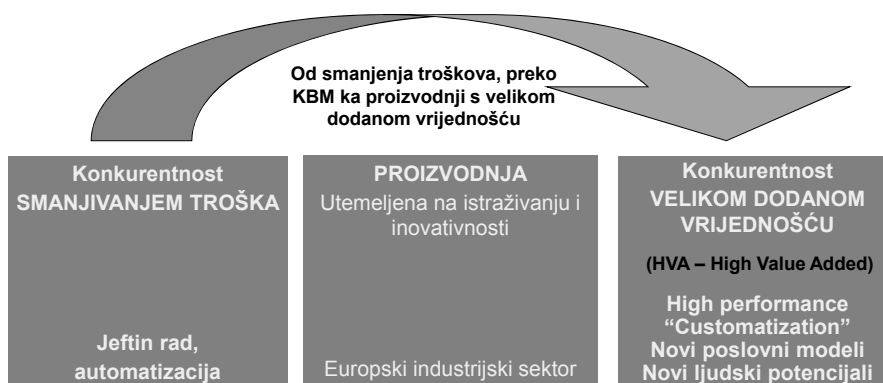 Od smanjenja troškova, preko
KBM ka proizvodnji s velikom
dodanom vrijednošću
Konkurentnost
SMANJIVANJEM TROŠKA
Jeftin rad,
automatizacija
PROIZVODNJA
Utemeljena na istraživanju i
inovativnosti
Europski industrijski sektor
Konkurentnost
VELIKOM DODANOM
VRIJEDNOŠĆU
(HVA – High Value Added)
High performance
“Customatization”
Novi poslovni modeli
Novi ljudski potencijali